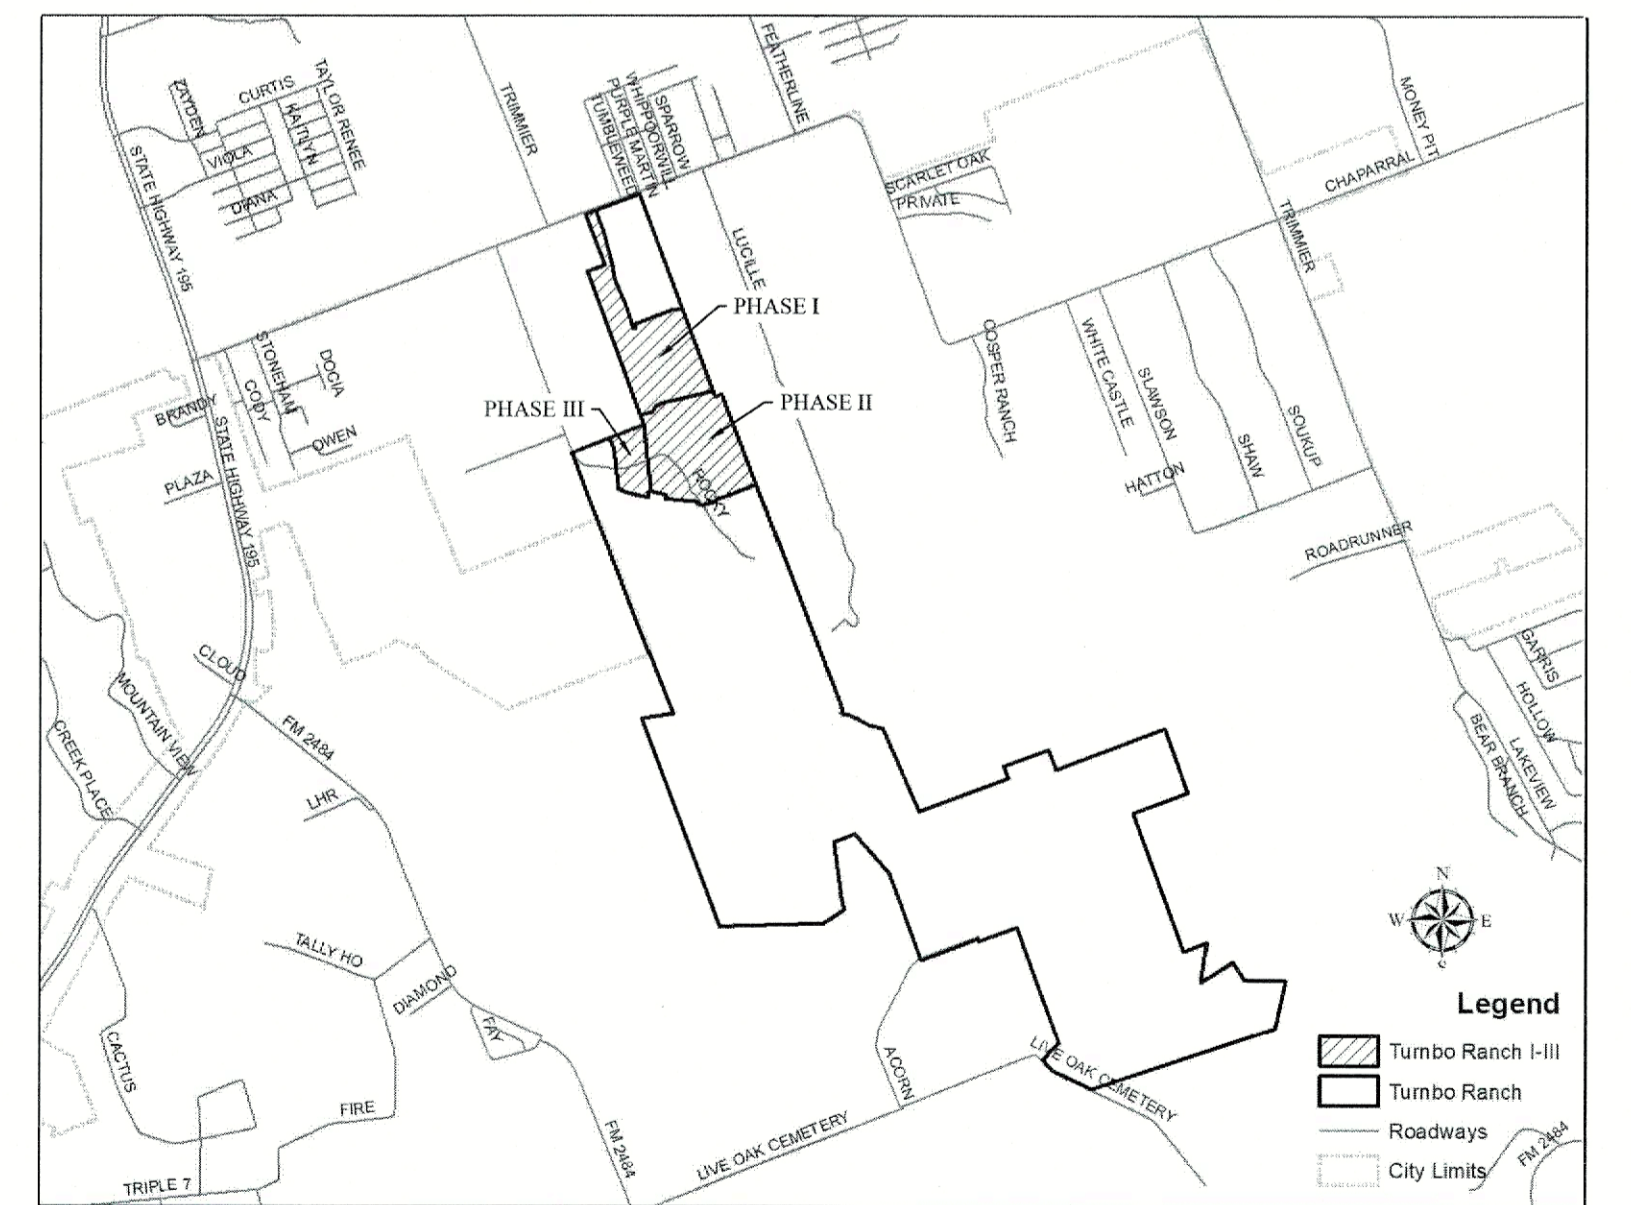 FEATHERLINE
TAYLOR RENEE
ZAYDEN
CURTIS
KAITLYN
TRIMMIER
WHIPPOORWILL
PURPLE MARTIN
TUMBLEWEED
SPARROW
MONEY PIT
VIOLA
DIANA
STATE HIGHWAY 195
SCARLET OAK
PRIVATE
CHAPARRAL
TRIMMIER
LUCILLE
PHASE I
COSPER RANCH
WHITE CASTLE
SLAWSON
SHAW
SOUKUP
STONEHAM
DOCIA
CODY
BRANDY
OWEN
PHASE III
PHASE II
PLAZA
STATE HIGHWAY 195
ROCKY
HATTON
ROADRUNNER
GARRIS
HOLLOW
LAKEVIEW
BEAR BRANCH
CLOUD
MOUNTAIN VIEW
CREEK PLACE
FM 2484
LHR
TALLY HO
DIAMOND
FAY
CACTUS
FIRE
TRIPLE 7
FM 2484
ACORN
LIVE OAK CEMETERY
LIVE OAK CEMETERY
N
W
E
Legend
Turnbo Ranch I-III
Turnbo Ranch
Roadways
City Limits
FM 2484